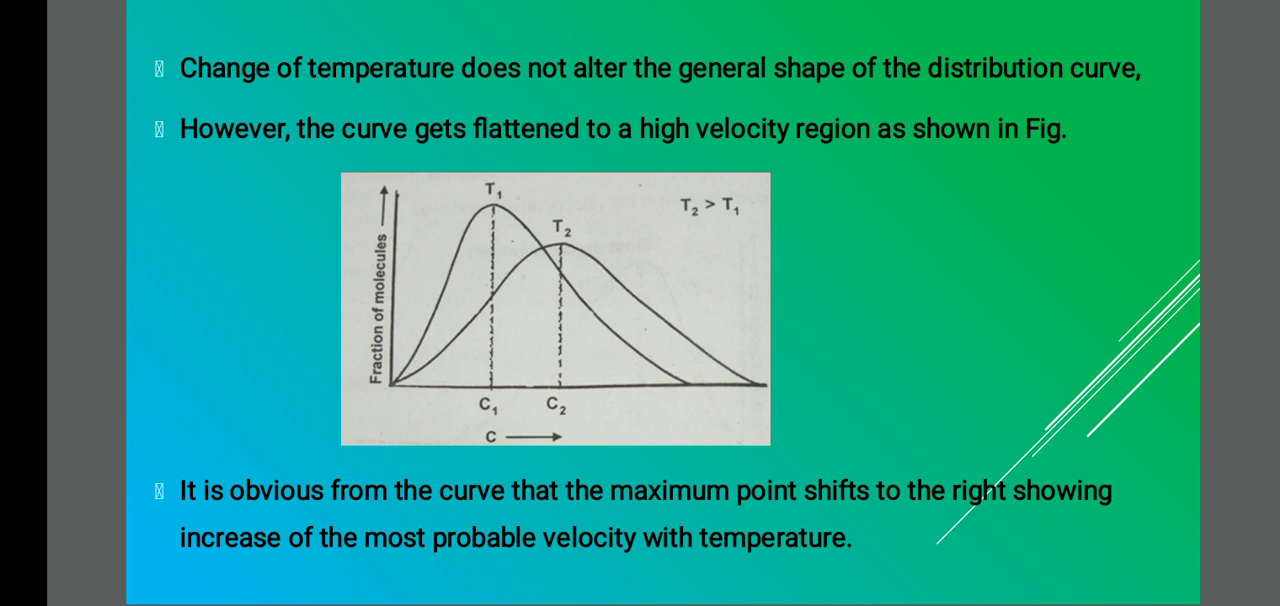 Change of temperature does not alter the general shape of the distribution curve,
However, the curve gets flattened to a high velocity region as shown in Fig.
T₁
T₂ > T₁
T₂
Fraction of molecules
C₁ C₂
C
It is obvious from the curve that the maximum point shifts to the right showing
increase of the most probable velocity with temperature.